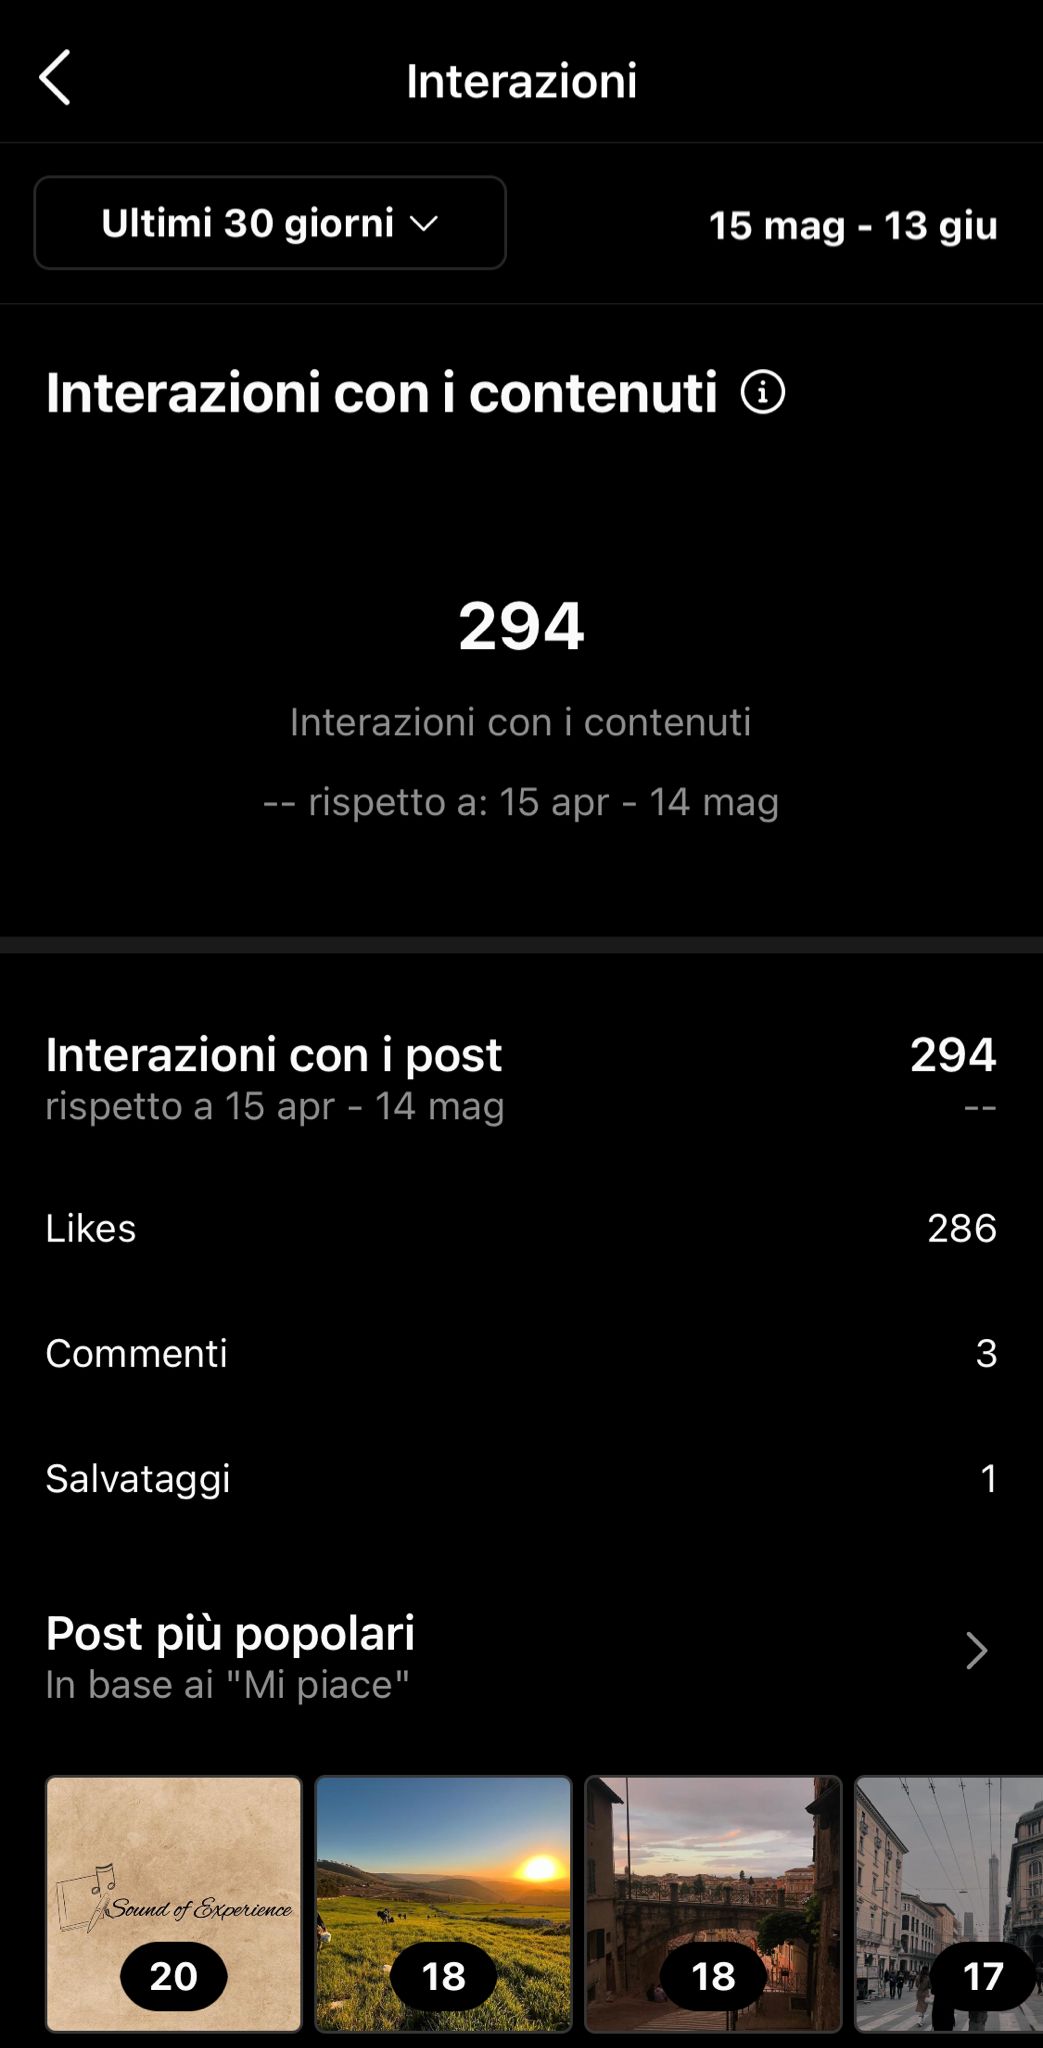 Interazioni
Ultimi 30 giorni
15 mag - 13 giu
Interazioni con i contenuti
294
Interazioni con i contenuti
-- rispetto a: 15 apr - 14 mag
Interazioni con i post 294
rispetto a 15 apr - 14 mag --
Likes 286
Commenti 3
Salvataggi 1
Post più popolari
In base ai "Mi piace"
Sound of Experience
20 18 18 17